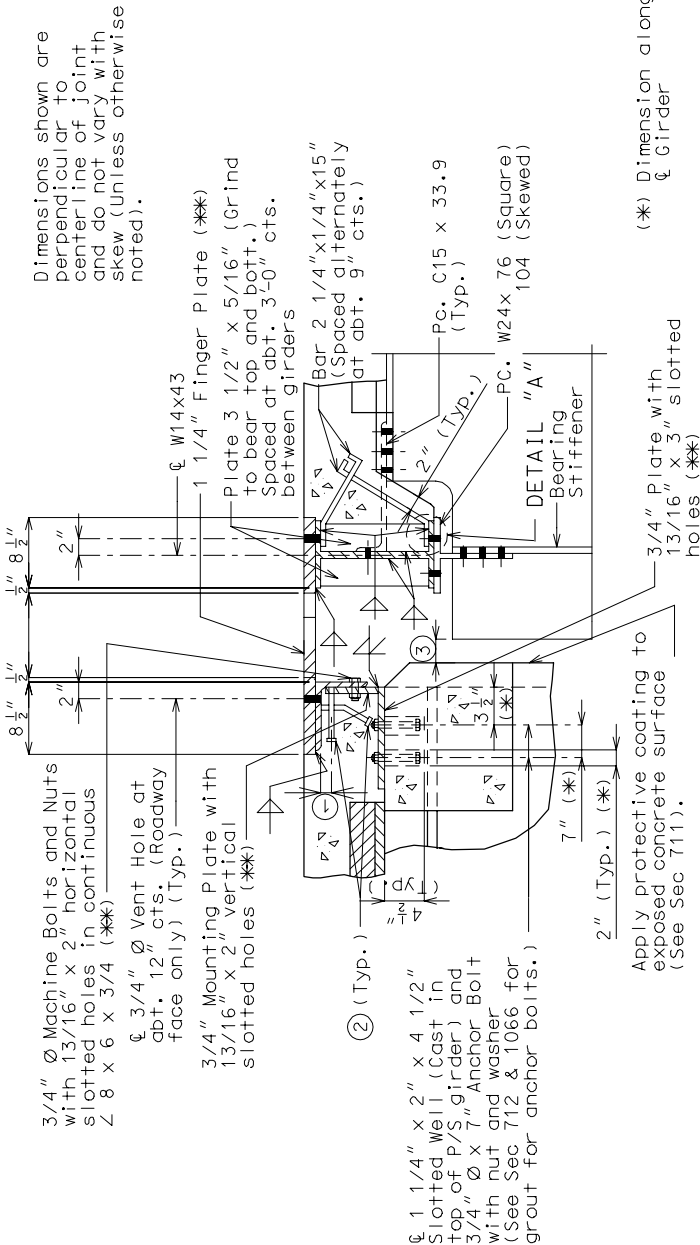 Dimensions shown are
perpendicular to
centerline of joint
and do not vary with
skew (Unless otherwise
noted).
℄ W14x43
1 1/4" Finger Plate (**)
Plate 3 1/2" x 5/16" (Grind
to bear top and bott.)
Spaced at abt. 3'-0" cts.
between girders
Bar 2 1/4"x1/4"x15"
(Spaced alternately
at abt. 9" cts.)
Pc. C15 x 33.9
(Typ.)
PC. W24x 76 (Square)
104 (Skewed)
(*) Dimension along
℄ Girder
8 1/2"
1/2"
1/2"
8 1/2"
2"
2"
2" (Typ.)
DETAIL "A"
Bearing
Stiffener
3/4" Plate with
13/16" x 3" slotted
holes (**)
3/4" Ø Machine Bolts and Nuts
with 13/16" x 2" horizontal
slotted holes in continuous
∠ 8 x 6 x 3/4 (**)
℄ 3/4" Ø Vent Hole at
abt. 12" cts. (Roadway
face only) (Typ.)
3/4" Mounting Plate with
13/16" x 2" vertical
slotted holes (**)
1
2 (Typ.)
3
4 1/2"
(Typ.)
3 1/2"
(*)
7" (*)
2" (Typ.) (*)
℄ 1 1/4" x 2" x 4 1/2"
Slotted Well (Cast in
top of P/S girder) and
3/4" Ø x 7" Anchor Bolt
with nut and washer
(See Sec 712 & 1066 for
grout for anchor bolts.)
Apply protective coating to
exposed concrete surface
(See Sec 711).